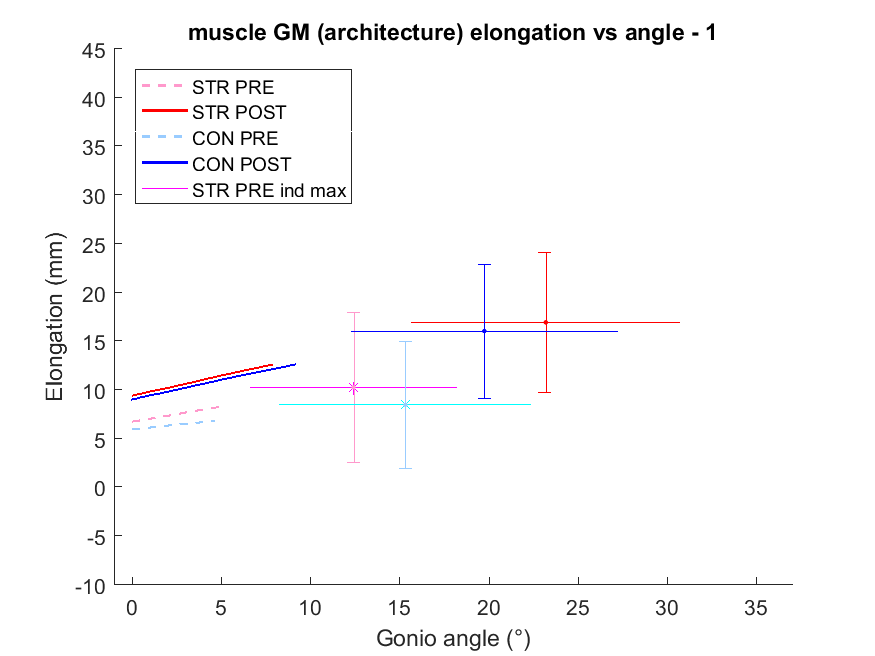 muscle GM (architecture) elongation vs angle - 1
45
40
35
30
25
20
15
10
5
0
-5
-10
Elongation (mm)
STR PRE
STR POST
CON PRE
CON POST
STR PRE ind max
0 5 10 15 20 25 30 35
Gonio angle (°)